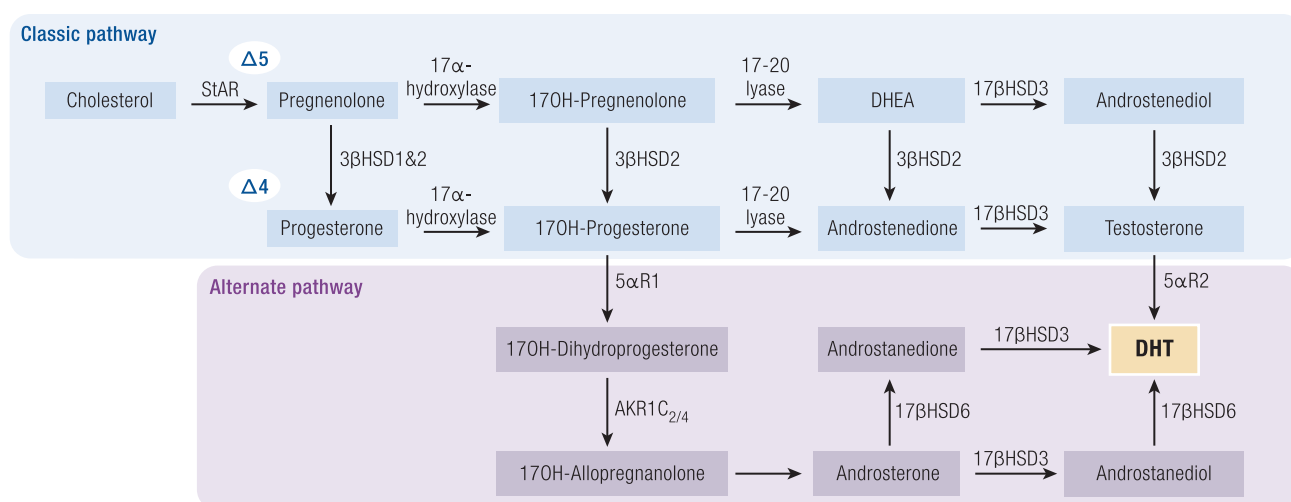 Classic pathway
Δ5
Cholesterol
StAR
Pregnenolone
17α-
hydroxylase
17OH-Pregnenolone
17-20
lyase
DHEA
17βHSD3
Androstenediol
3βHSD1&2
3βHSD2
3βHSD2
3βHSD2
Δ4
Progesterone
17α-
hydroxylase
17OH-Progesterone
17-20
lyase
Androstenedione
17βHSD3
Testosterone
Alternate pathway
5αR1
5αR2
17OH-Dihydroprogesterone
Androstanedione
17βHSD3
DHT
AKR1C2/4
17βHSD6
17βHSD6
17OH-Allopregnanolone
Androsterone
17βHSD3
Androstanediol